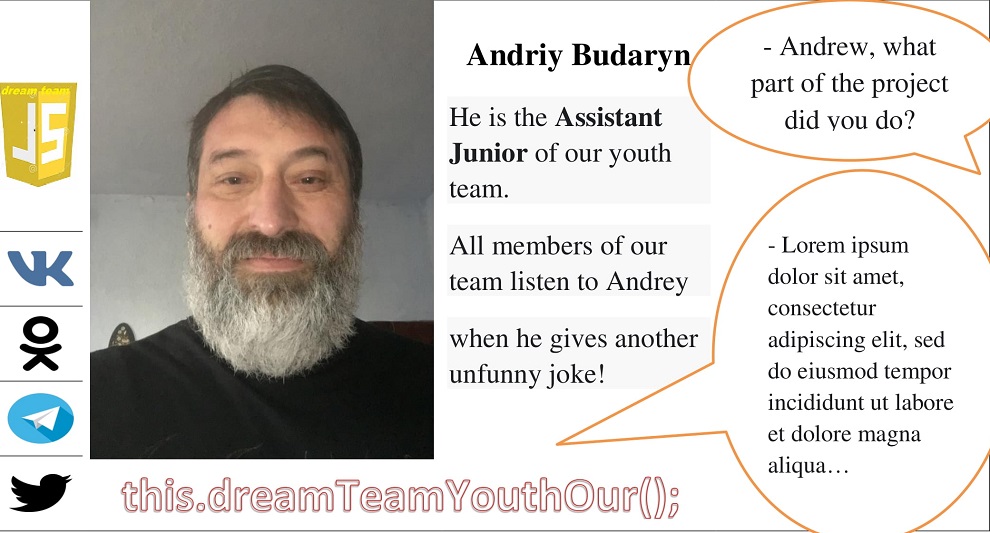 dream team
JS
Andriy Budaryn
He is the Assistant
Junior of our youth
team.
All members of our
team listen to Andrey
when he gives another
unfunny joke!
- Andrew, what
part of the project
did you do?
- Lorem ipsum
dolor sit amet,
consectetur
adipiscing elit, sed
do eiusmod tempor
incididunt ut labore
et dolore magna
aliqua…
this.dreamTeamYouthOur();